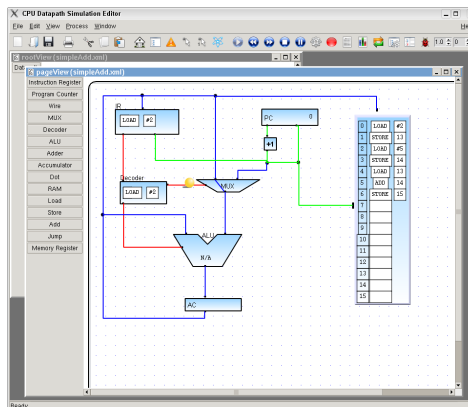 CPU Datapath Simulation Editor
File Edit View Process Window
1.0
rootView (simpleAdd.xml)
pageView (simpleAdd.xml)
Instruction Register
Program Counter
Wire
MUX
Decoder
ALU
Adder
Accumulator
Dot
RAM
Load
Store
Add
Jump
Memory Register
IR
LOAD #2
PC 0
+1
Decoder
LOAD #2
MUX
ALU
N/A
AC
0 LOAD #2
1 STORE 13
2 LOAD #5
3 STORE 14
4 LOAD 13
5 ADD 14
6 STORE 15
7
8
9
10
11
12
13
14
15
Ready